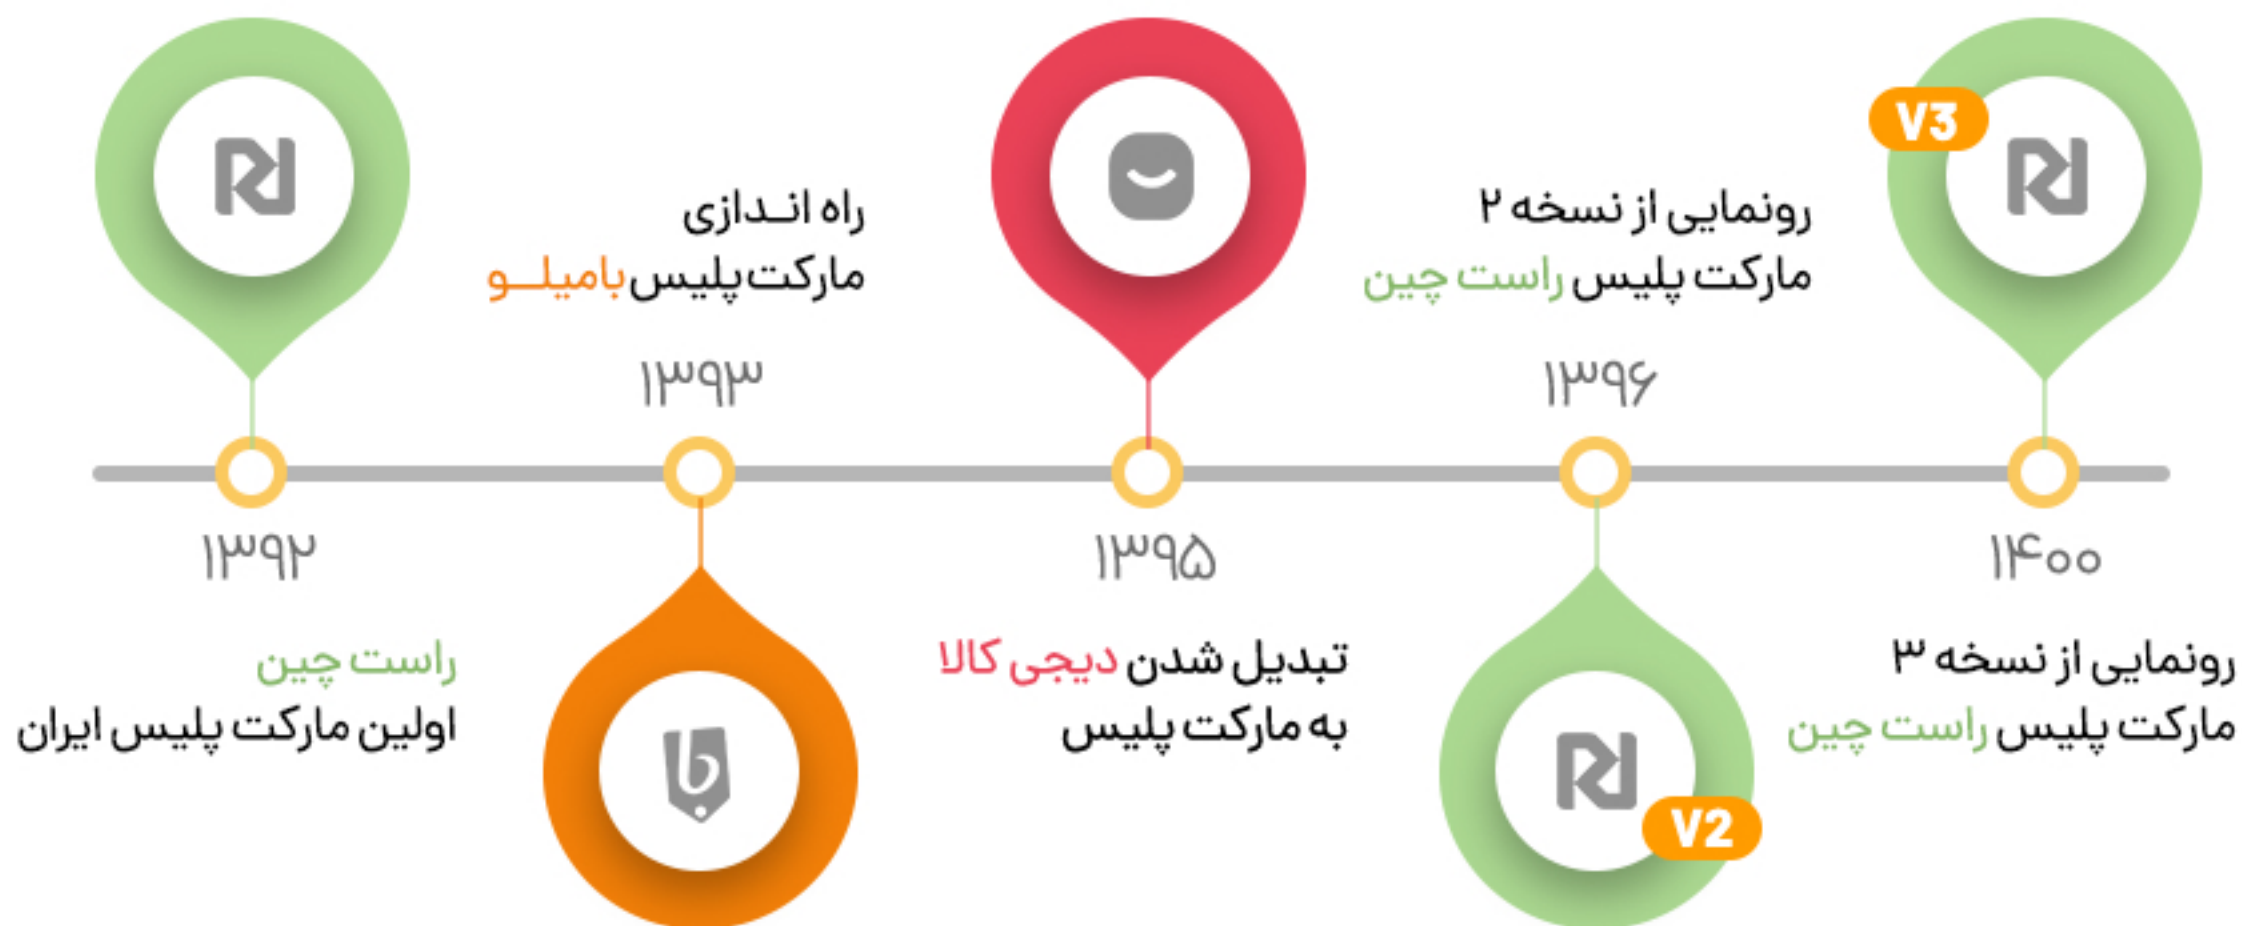 ۱۳۹۲
راست چین
اولین مارکت پلیس ایران
راه انـدازی
مارکت پلیس بامیلــو
۱۳۹۳
۱۳۹۵
تبدیل شدن دیجی کالا
به مارکت پلیس
رونمایی از نسخه ۲
مارکت پلیس راست چین
۱۳۹۶
V2
V3
۱۴۰۰
رونمایی از نسخه ۳
مارکت پلیس راست چین